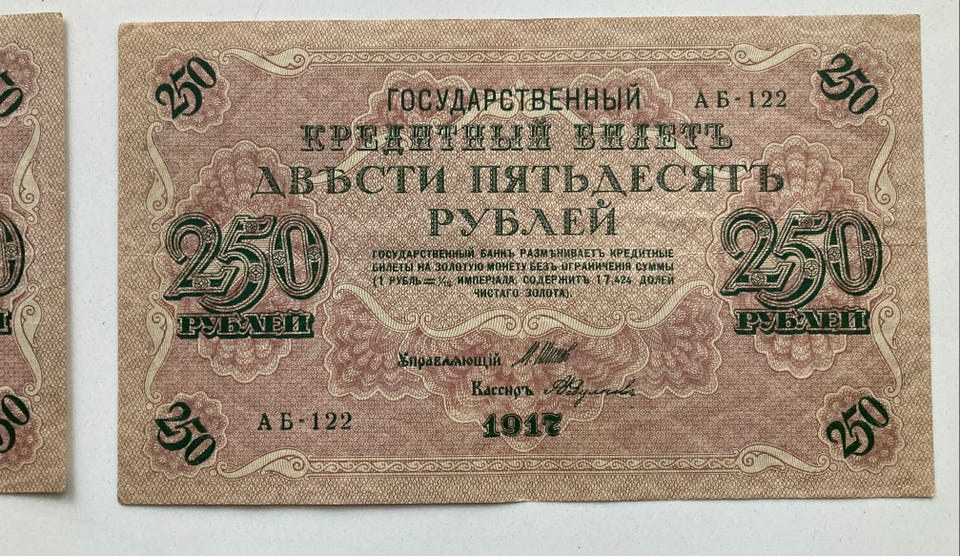 250
250
ГОСУДАРСТВЕННЫЙ
АБ-122
КРЕДИТНЫЙ БИЛЕТЪ
ДВѢСТИ ПЯТЬДЕСЯТЪ
РУБЛЕЙ
250
РУБЛЕЙ
ГОСУДАРСТВЕННЫЙ БАНКЪ РАЗМѢНИВАЕТЪ КРЕДИТНЫЕ
БИЛЕТЫ НА ЗОЛОТУЮ МОНЕТУ БЕЗЪ ОГРАНИЧЕНІЯ СУММЫ
(1 РУБЛЬ = 1/15 ИМПЕРІАЛА, СОДЕРЖИТЪ 17,424 ДОЛЕЙ
ЧИСТАГО ЗОЛОТА).
250
РУБЛЕЙ
Управляющій
Кассиръ
АБ-122
1917
250
250